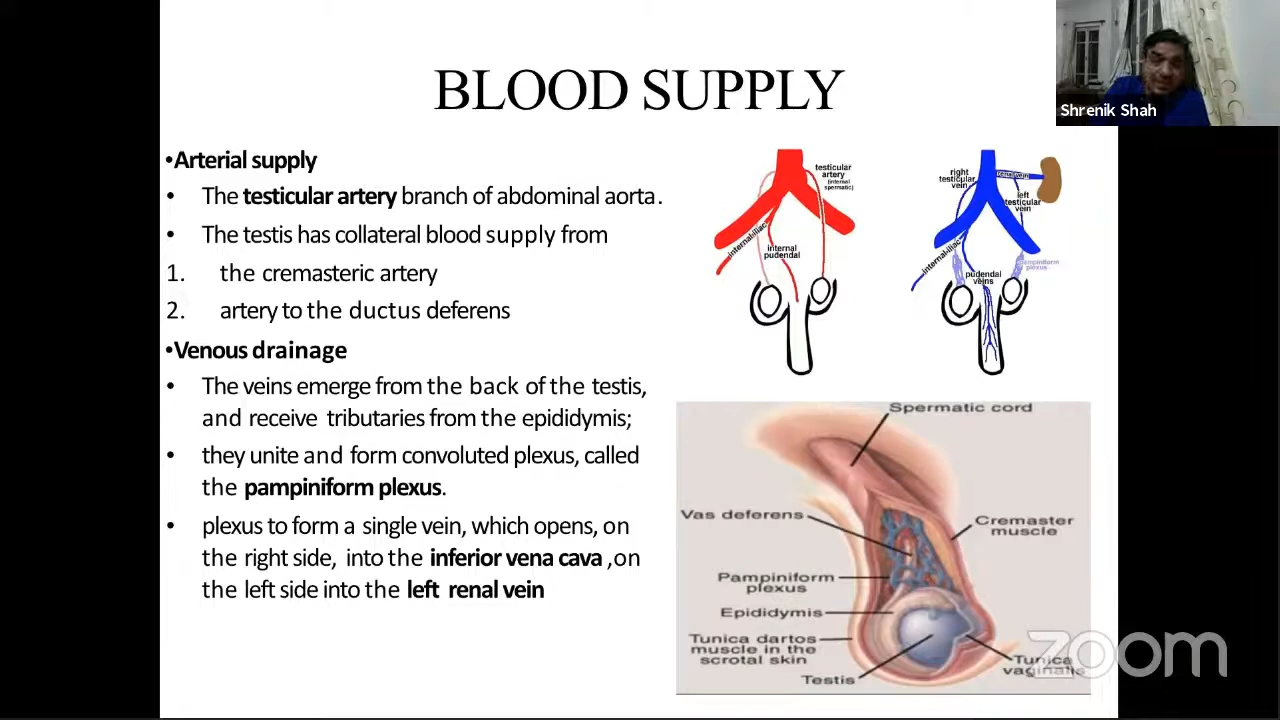 BLOOD SUPPLY
Shrenik Shah
•Arterial supply
• The testicular artery branch of abdominal aorta.
• The testis has collateral blood supply from
1. the cremasteric artery
2. artery to the ductus deferens
•Venous drainage
• The veins emerge from the back of the testis,
and receive tributaries from the epididymis;
• they unite and form convoluted plexus, called
the pampiniform plexus.
• plexus to form a single vein, which opens, on
the right side, into the inferior vena cava ,on
the left side into the left renal vein
testicular
artery
(internal
spermatic)
internal iliac
internal
pudendal
right
testicular
vein
renal vein
left
testicular
vein
internal iliac
pampiniform
plexus
pudendal
veins
Spermatic cord
Vas deferens
Cremaster
muscle
Pampiniform
plexus
Epididymis
Tunica dartos
muscle in the
scrotal skin
Testis
Tunica
vaginalis
zoom